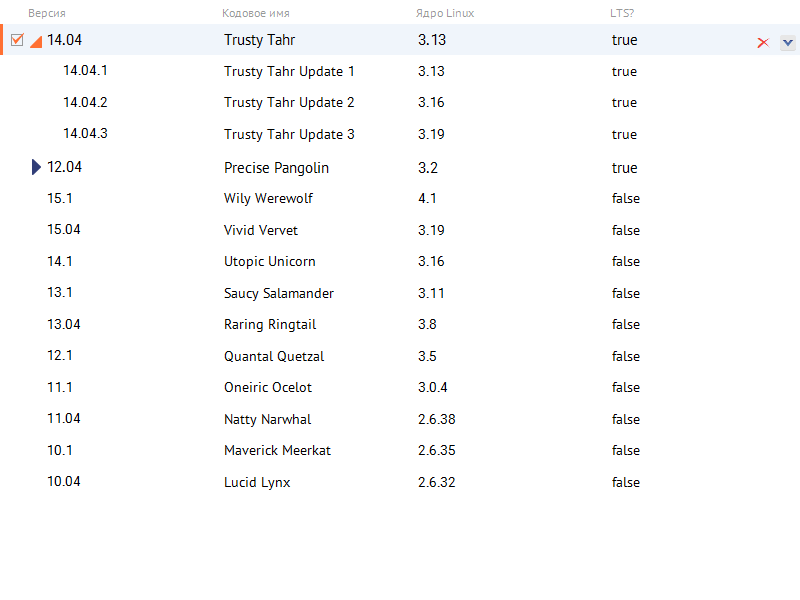 Версия Кодовое имя Ядро Linux LTS?
14.04 Trusty Tahr 3.13 true
14.04.1 Trusty Tahr Update 1 3.13 true
14.04.2 Trusty Tahr Update 2 3.16 true
14.04.3 Trusty Tahr Update 3 3.19 true
12.04 Precise Pangolin 3.2 true
15.1 Wily Werewolf 4.1 false
15.04 Vivid Vervet 3.19 false
14.1 Utopic Unicorn 3.16 false
13.1 Saucy Salamander 3.11 false
13.04 Raring Ringtail 3.8 false
12.1 Quantal Quetzal 3.5 false
11.1 Oneiric Ocelot 3.0.4 false
11.04 Natty Narwhal 2.6.38 false
10.1 Maverick Meerkat 2.6.35 false
10.04 Lucid Lynx 2.6.32 false